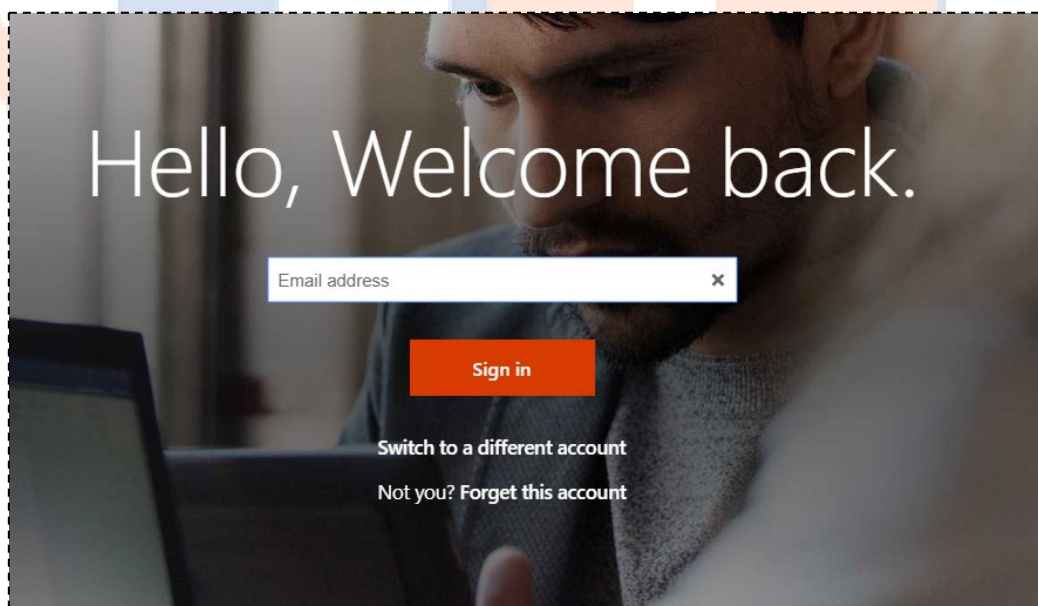 Hello, Welcome back.
Email address
Sign in
Switch to a different account
Not you? Forget this account